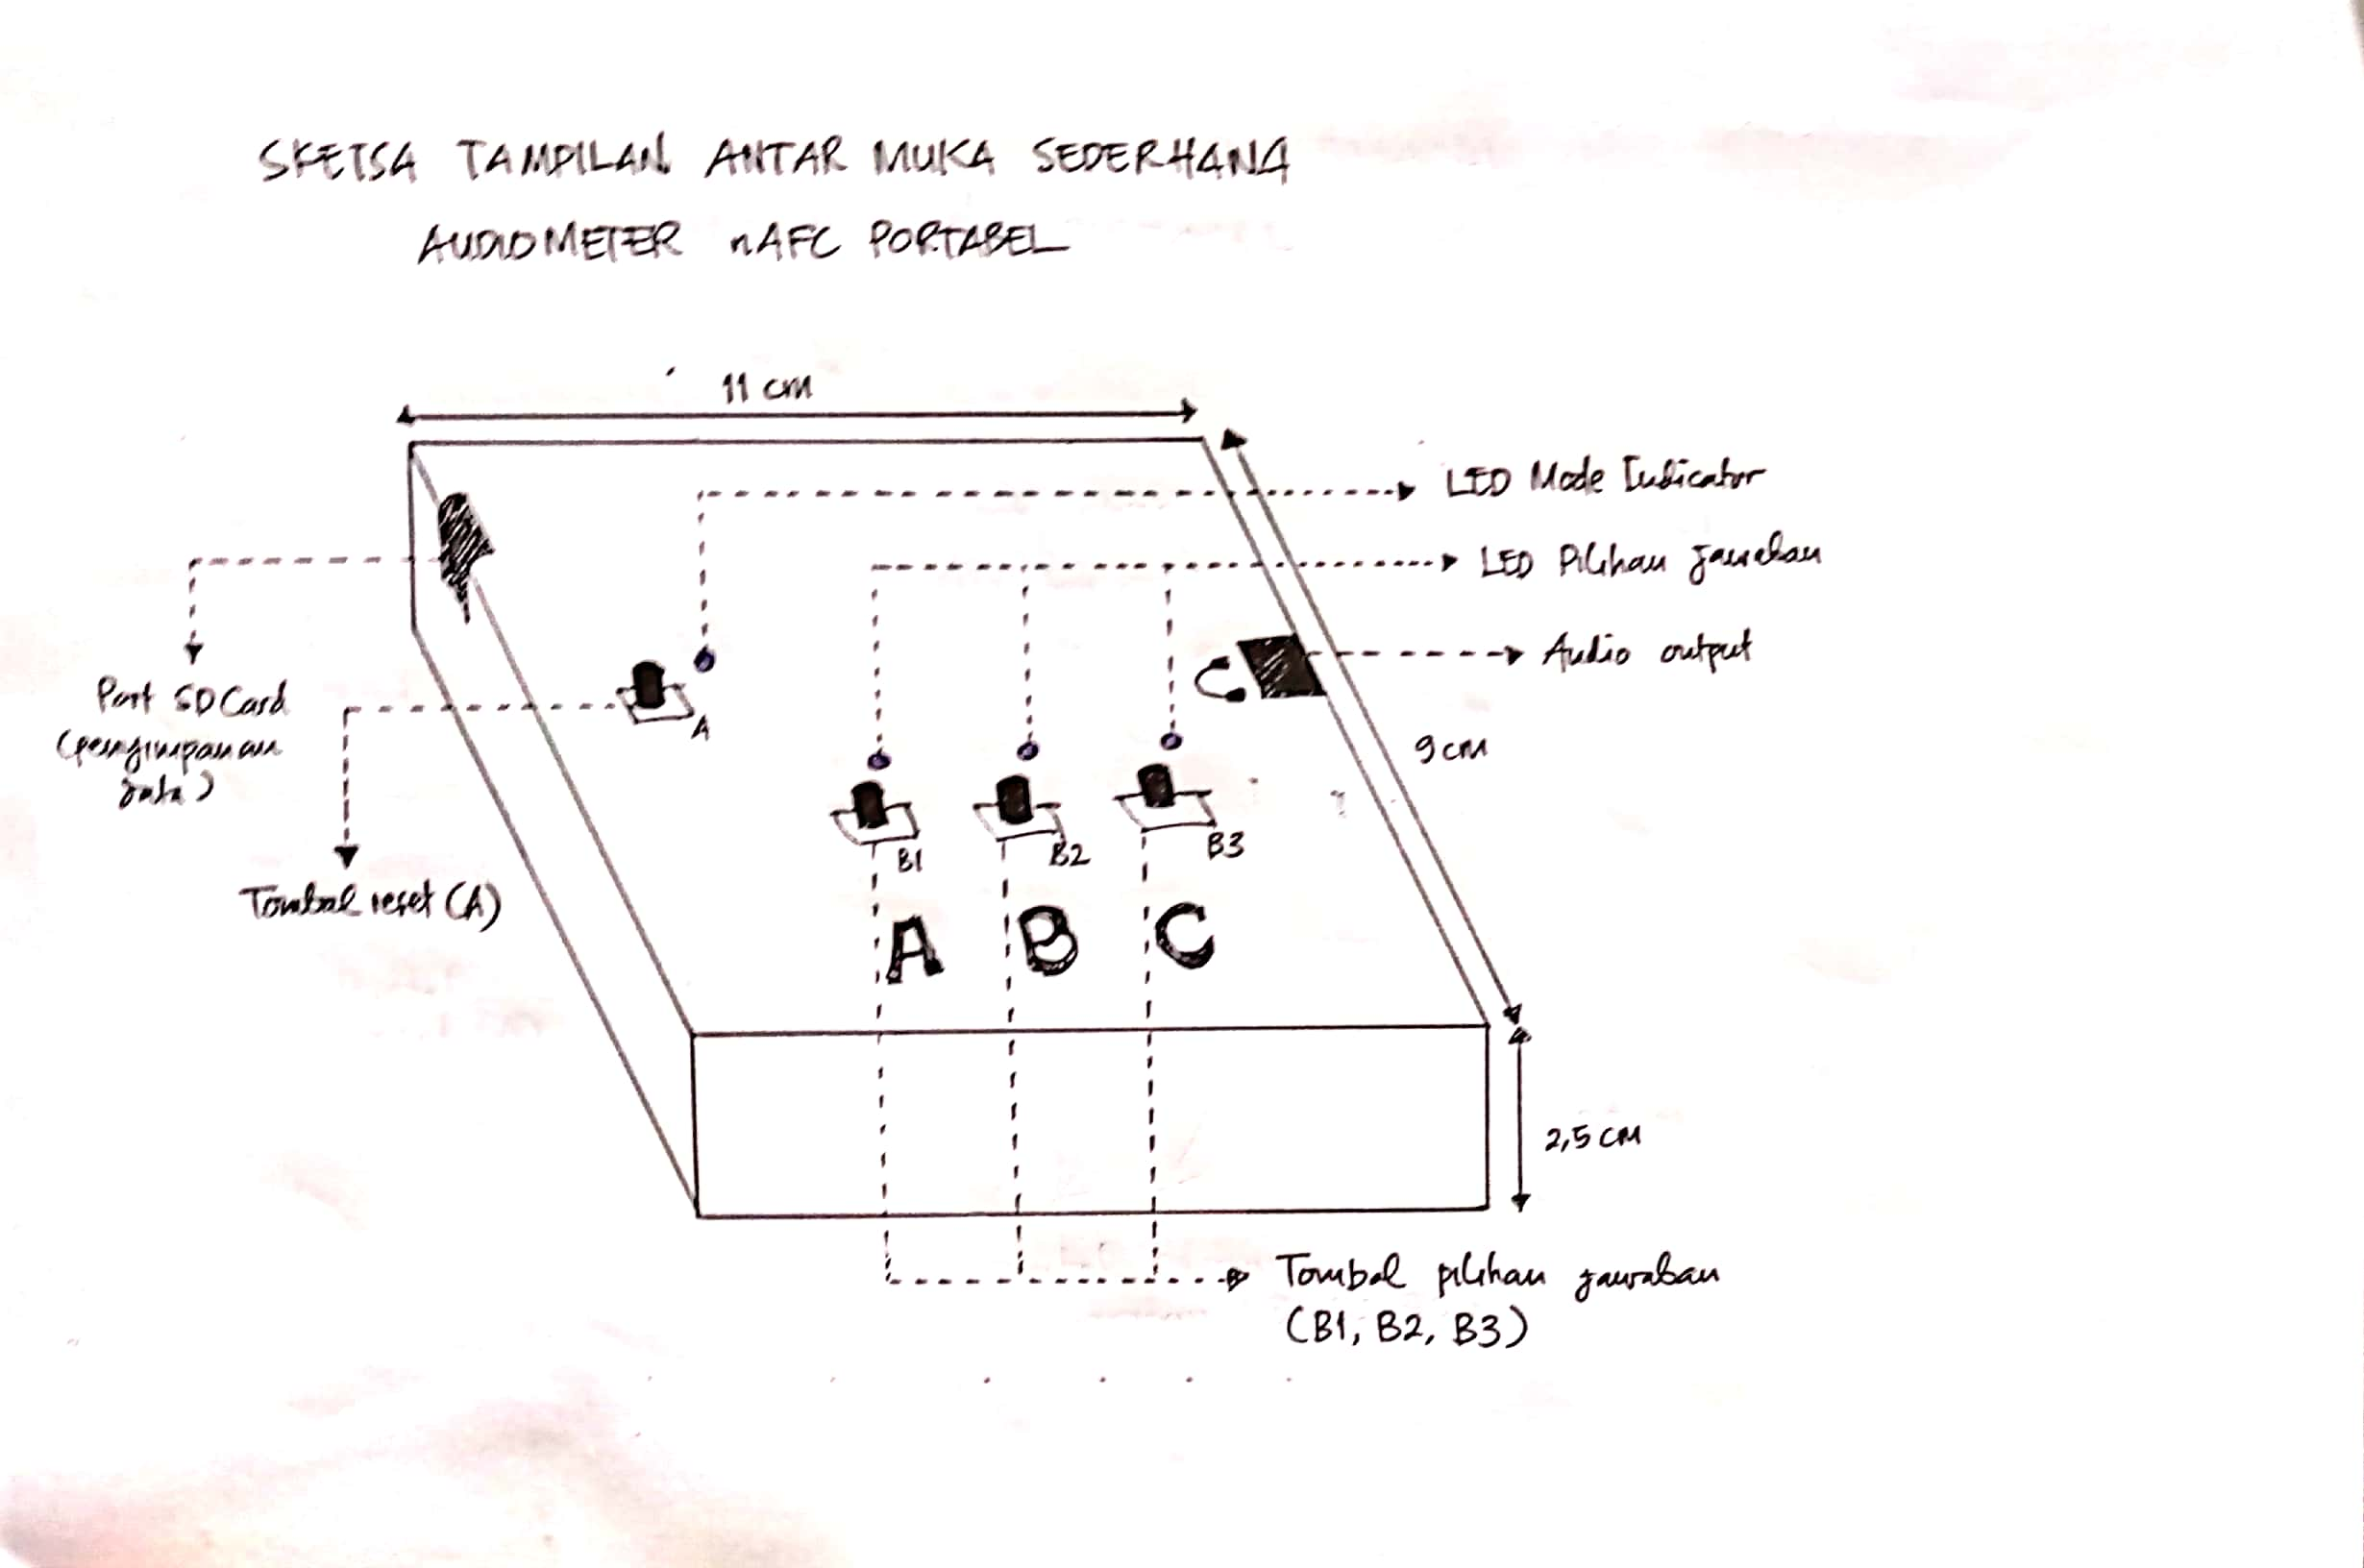 SKETSA TAMPILAN ANTAR MUKA SEDERHANA
AUDIOMETER nAFC PORTABEL
11 cm
LED Mode Indicator
LED Pilihan jawaban
Audio output
Port SD Card
(penyimpanan
data)
A
9 cm
B1
B2
B3
Tombol reset (A)
A B C
2,5 cm
Tombol pilihan jawaban
(B1, B2, B3)